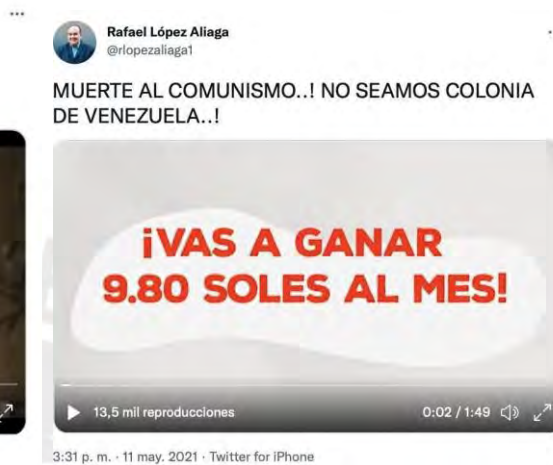 Rafael López Aliaga
@rlopezaliaga1
MUERTE AL COMUNISMO..! NO SEAMOS COLONIA
DE VENEZUELA..!
¡VAS A GANAR
9.80 SOLES AL MES!
13,5 mil reproducciones
0:02 / 1:49
3:31 p. m. · 11 may. 2021 · Twitter for iPhone